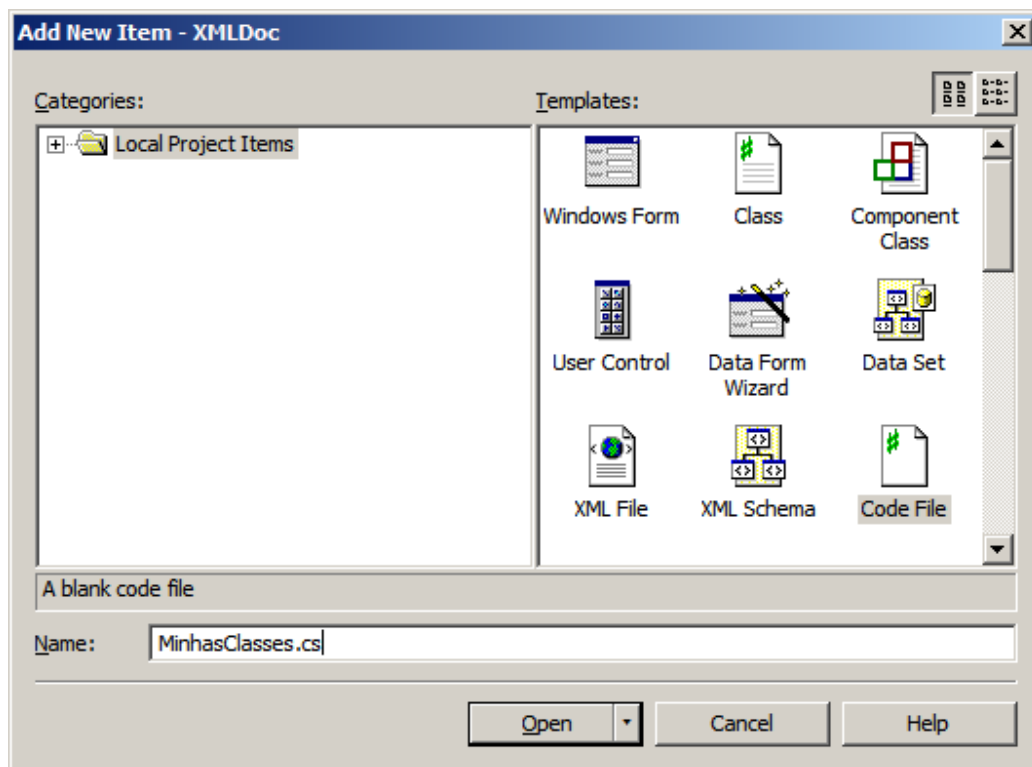 Add New Item - XMLDoc
Categories:
Templates:
Local Project Items
Windows Form
Class
Component
Class
User Control
Data Form
Wizard
Data Set
XML File
XML Schema
Code File
A blank code file
Name:
MinhasClasses.cs
Open
Cancel
Help